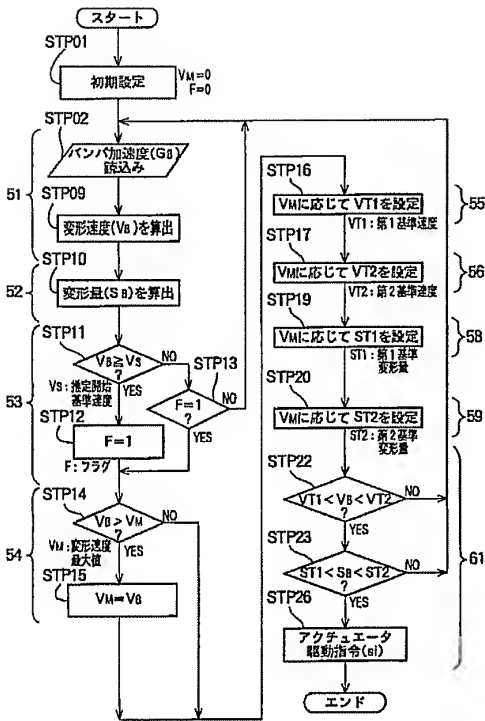 スタート
STP01
初期設定
VM=0
F=0
STP02
バンパ加速度(GB)
読込み
51
STP09
変形速度(VB)を算出
STP10
52
変形量(SB)を算出
STP11
VB≧VS
?
NO
YES
VS:推定開始
基準速度
STP13
F=1
?
NO
YES
53
STP12
F=1
F:フラグ
STP14
VB>VM
?
NO
YES
54
VM:変形速度
最大値
STP15
VM=VB
STP16
VMに応じてVT1を設定
VT1:第1基準速度
55
STP17
VMに応じてVT2を設定
VT2:第2基準速度
56
STP19
VMに応じてST1を設定
ST1:第1基準
変形量
58
STP20
VMに応じてST2を設定
ST2:第2基準
変形量
59
STP22
VT1<VB<VT2
?
NO
YES
STP23
61
ST1<SB<ST2
?
NO
YES
STP26
アクチュエータ
駆動指令(si)
エンド